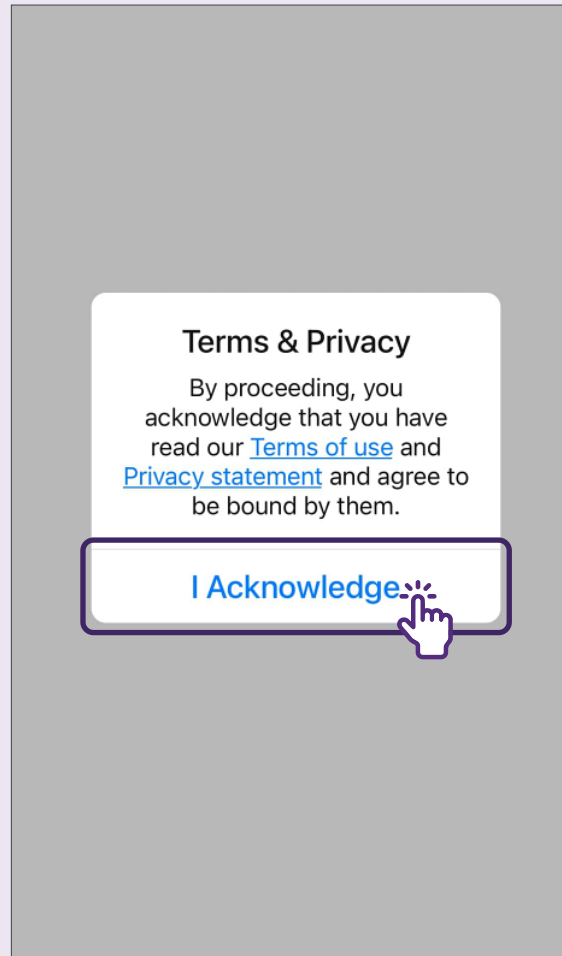 Terms & Privacy
By proceeding, you
acknowledge that you have
read our Terms of use and
Privacy statement and agree to
be bound by them.
I Acknowledge